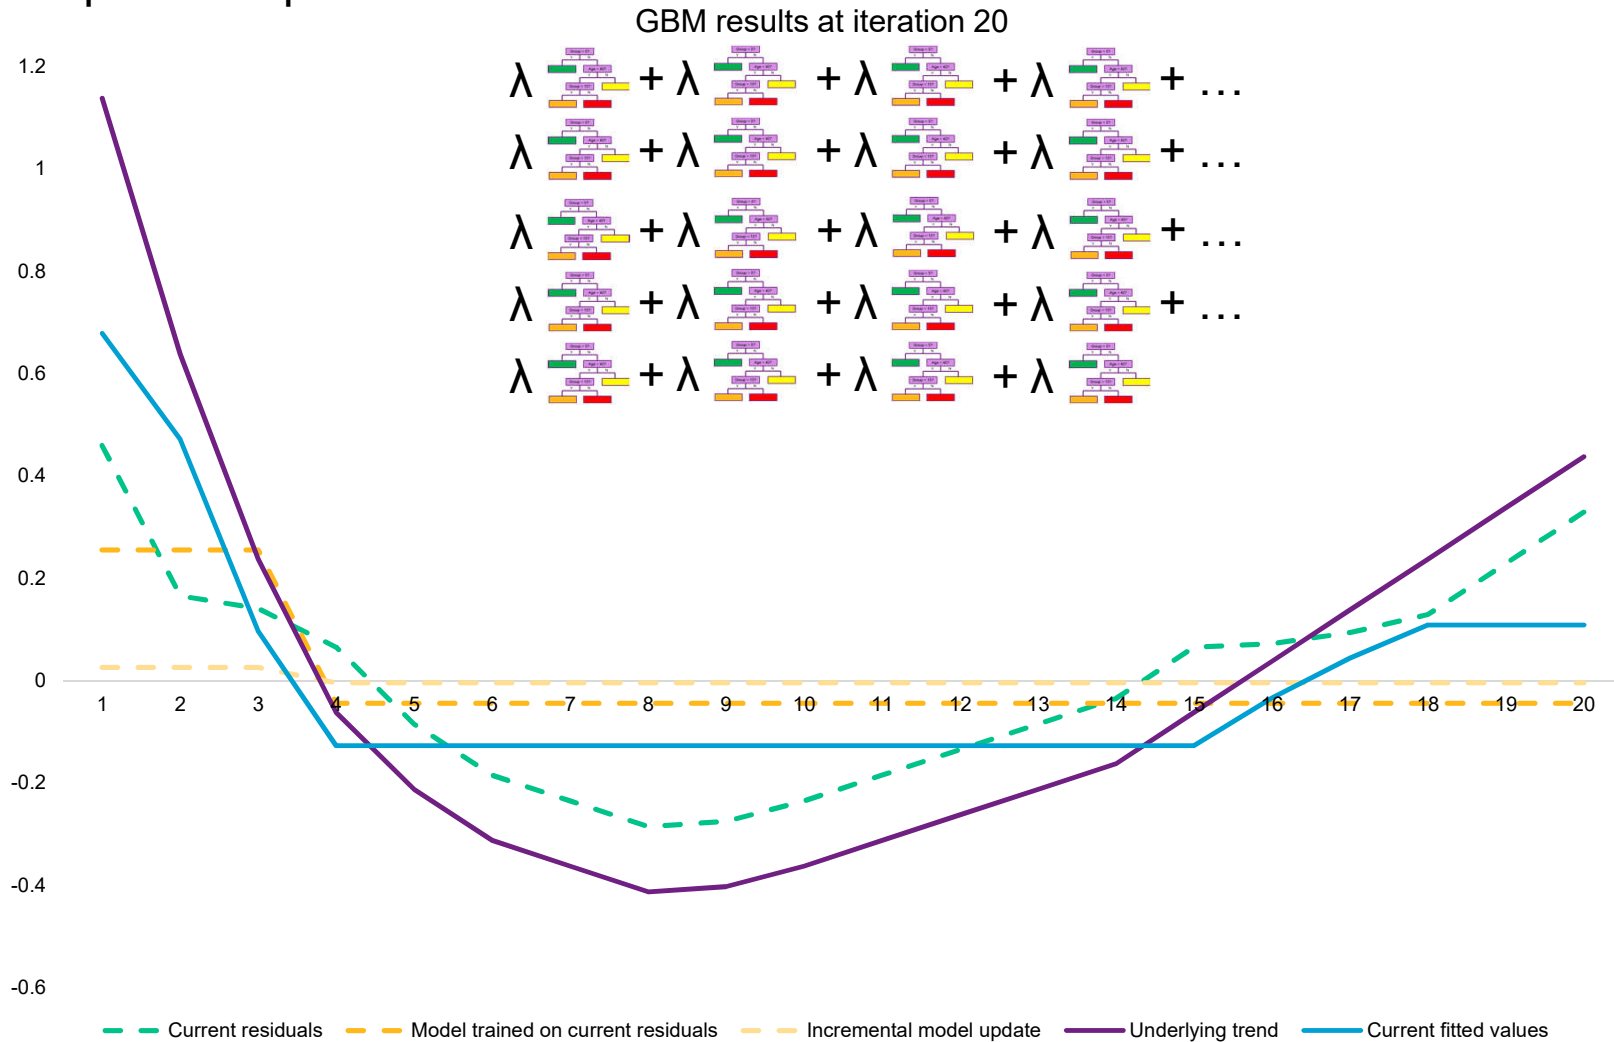 GBM results at iteration 20
λ + λ + λ + λ + ...
λ + λ + λ + λ + ...
λ + λ + λ + λ + ...
λ + λ + λ + λ + ...
λ + λ + λ + λ
1.2
1
0.8
0.6
0.4
0.2
0
-0.2
-0.4
-0.6
1 2 3 4 5 6 7 8 9 10 11 12 13 14 15 16 17 18 19 20
Current residuals Model trained on current residuals Incremental model update Underlying trend Current fitted values